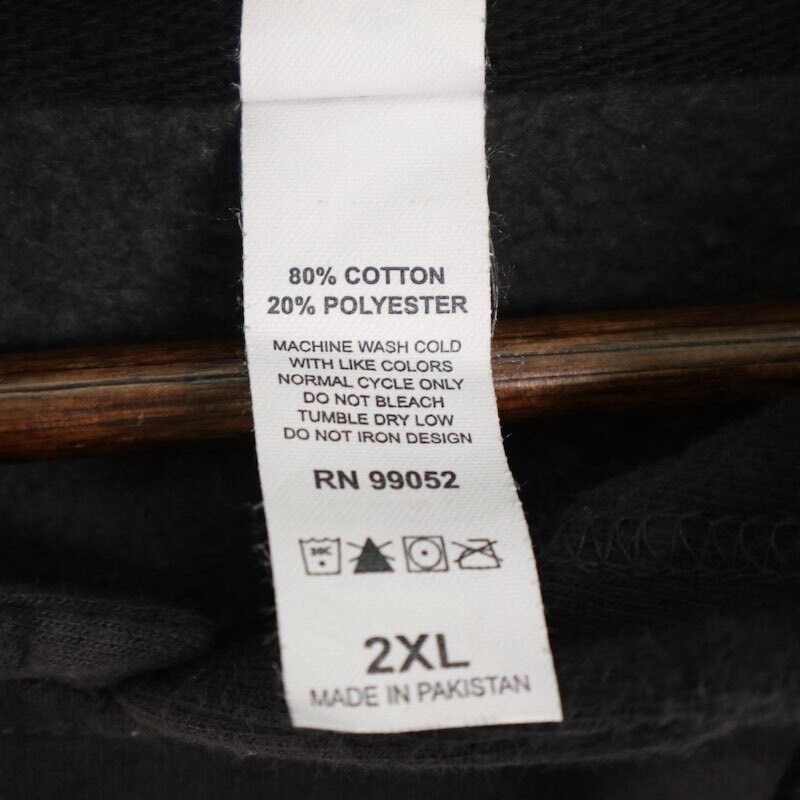 80% COTTON
20% POLYESTER
MACHINE WASH COLD
WITH LIKE COLORS
NORMAL CYCLE ONLY
DO NOT BLEACH
TUMBLE DRY LOW
DO NOT IRON DESIGN
RN 99052
2XL
MADE IN PAKISTAN